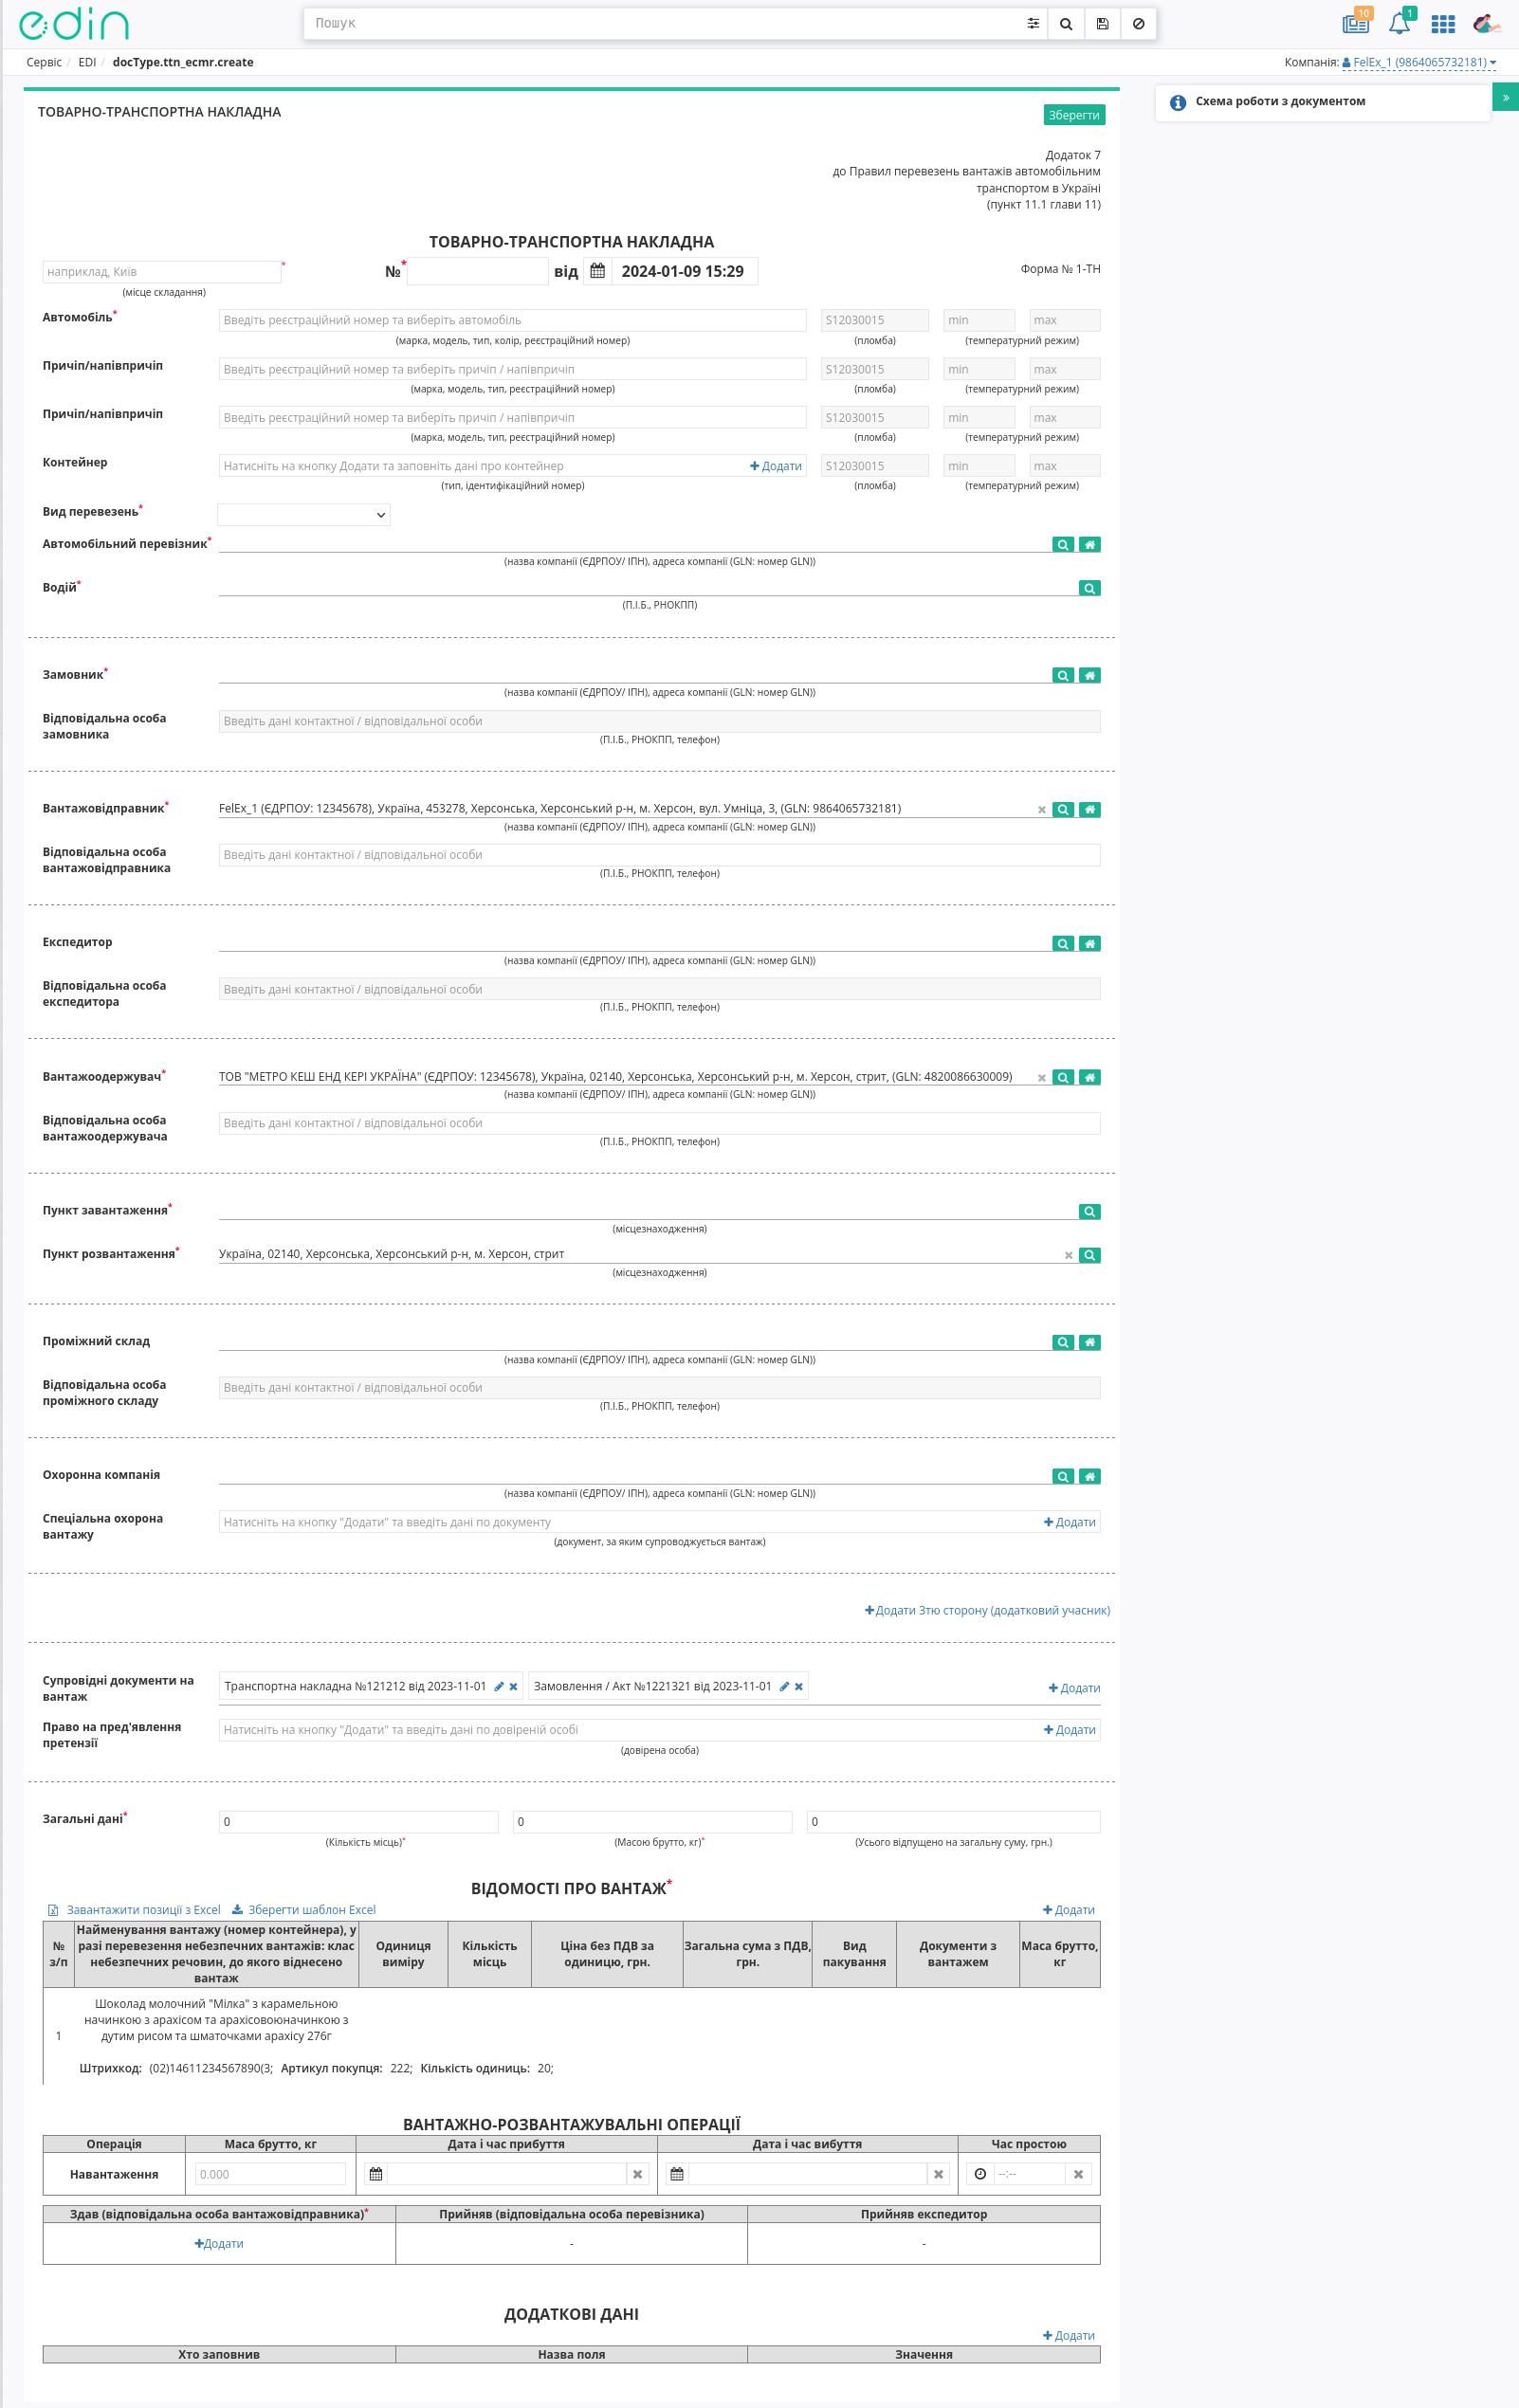 edin
Пошук
10
1
Сервіс / EDI / docType.ttn_ecmr.create
Компанія: FelEx_1 (9864065732181)
ТОВАРНО-ТРАНСПОРТНА НАКЛАДНА
Зберегти
Схема роботи з документом
Додаток 7
до Правил перевезень вантажів автомобільним
транспортом в Україні
(пункт 11.1 глави 11)
ТОВАРНО-ТРАНСПОРТНА НАКЛАДНА
наприклад, Київ *
(місце складання)
№* від 2024-01-09 15:29
Форма № 1-ТН
Автомобіль* Введіть реєстраційний номер та виберіть автомобіль S12030015 min max
(марка, модель, тип, колір, реєстраційний номер) (пломба) (температурний режим)
Причіп/напівпричіп Введіть реєстраційний номер та виберіть причіп / напівпричіп S12030015 min max
(марка, модель, тип, реєстраційний номер) (пломба) (температурний режим)
Причіп/напівпричіп Введіть реєстраційний номер та виберіть причіп / напівпричіп S12030015 min max
(марка, модель, тип, реєстраційний номер) (пломба) (температурний режим)
Контейнер Натисніть на кнопку Додати та заповніть дані про контейнер Додати S12030015 min max
(тип, ідентифікаційний номер) (пломба) (температурний режим)
Вид перевезень*
Автомобільний перевізник*
(назва компанії (ЄДРПОУ/ ІПН), адреса компанії (GLN: номер GLN))
Водій*
(П.І.Б., РНОКПП)
Замовник*
(назва компанії (ЄДРПОУ/ ІПН), адреса компанії (GLN: номер GLN))
Відповідальна особа
замовника
Введіть дані контактної / відповідальної особи
(П.І.Б., РНОКПП, телефон)
Вантажовідправник* FelEx_1 (ЄДРПОУ: 12345678), Україна, 453278, Херсонська, Херсонський р-н, м. Херсон, вул. Умніца, 3, (GLN: 9864065732181)
(назва компанії (ЄДРПОУ/ ІПН), адреса компанії (GLN: номер GLN))
Відповідальна особа
вантажовідправника
Введіть дані контактної / відповідальної особи
(П.І.Б., РНОКПП, телефон)
Експедитор
(назва компанії (ЄДРПОУ/ ІПН), адреса компанії (GLN: номер GLN))
Відповідальна особа
експедитора
Введіть дані контактної / відповідальної особи
(П.І.Б., РНОКПП, телефон)
Вантажоодержувач* ТОВ "МЕТРО КЕШ ЕНД КЕРІ УКРАЇНА" (ЄДРПОУ: 12345678), Україна, 02140, Херсонська, Херсонський р-н, м. Херсон, стрит, (GLN: 4820086630009)
(назва компанії (ЄДРПОУ/ ІПН), адреса компанії (GLN: номер GLN))
Відповідальна особа
вантажоодержувача
Введіть дані контактної / відповідальної особи
(П.І.Б., РНОКПП, телефон)
Пункт завантаження*
(місцезнаходження)
Пункт розвантаження* Україна, 02140, Херсонська, Херсонський р-н, м. Херсон, стрит
(місцезнаходження)
Проміжний склад
(назва компанії (ЄДРПОУ/ ІПН), адреса компанії (GLN: номер GLN))
Відповідальна особа
проміжного складу
Введіть дані контактної / відповідальної особи
(П.І.Б., РНОКПП, телефон)
Охоронна компанія
(назва компанії (ЄДРПОУ/ ІПН), адреса компанії (GLN: номер GLN))
Спеціальна охорона
вантажу
Натисніть на кнопку "Додати" та введіть дані по документу Додати
(документ, за яким супроводжується вантаж)
Додати 3тю сторону (додатковий учасник)
Супровідні документи на
вантаж
Транспортна накладна №121212 від 2023-11-01 Замовлення / Акт №1221321 від 2023-11-01 Додати
Право на пред'явлення
претензії
Натисніть на кнопку "Додати" та введіть дані по довіреній особі Додати
(довірена особа)
Загальні дані* 0 0 0
(Кількість місць)* (Масою брутто, кг)* (Усього відпущено на загальну суму, грн.)
ВІДОМОСТІ ПРО ВАНТАЖ*
Завантажити позиції з Excel Зберегти шаблон Excel Додати
№
з/п
Найменування вантажу (номер контейнера), у
разі перевезення небезпечних вантажів: клас
небезпечних речовин, до якого віднесено
вантаж
Одиниця
виміру
Кількість
місць
Ціна без ПДВ за
одиницю, грн.
Загальна сума з ПДВ,
грн.
Вид
пакування
Документи з
вантажем
Маса брутто,
кг
1
Шоколад молочний "Мілка" з карамельною
начинкою з арахісом та арахісовоюначинкою з
дутим рисом та шматочками арахісу 276г
Штрихкод: (02)14611234567890(3; Артикул покупця: 222; Кількість одиниць: 20;
ВАНТАЖНО-РОЗВАНТАЖУВАЛЬНІ ОПЕРАЦІЇ
Операція Маса брутто, кг Дата і час прибуття Дата і час вибуття Час простою
Навантаження 0.000 --:--
Здав (відповідальна особа вантажовідправника)* Прийняв (відповідальна особа перевізника) Прийняв експедитор
Додати - -
ДОДАТКОВІ ДАНІ
Додати
Хто заповнив Назва поля Значення